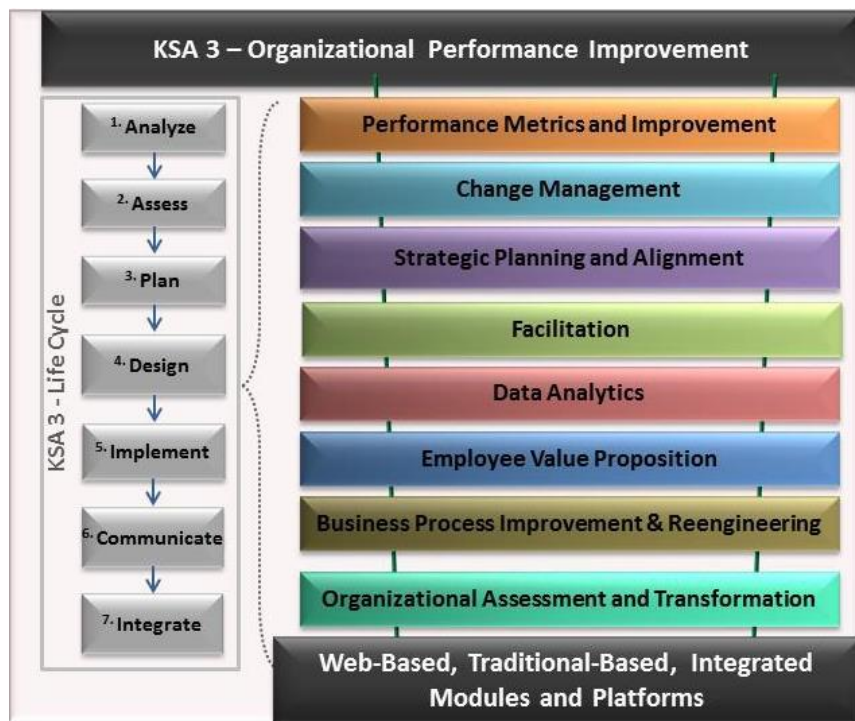 KSA 3 – Organizational Performance Improvement
KSA 3 - Life Cycle
1. Analyze
2. Assess
3. Plan
4. Design
5. Implement
6. Communicate
7. Integrate
Performance Metrics and Improvement
Change Management
Strategic Planning and Alignment
Facilitation
Data Analytics
Employee Value Proposition
Business Process Improvement & Reengineering
Organizational Assessment and Transformation
Web-Based, Traditional-Based, Integrated
Modules and Platforms